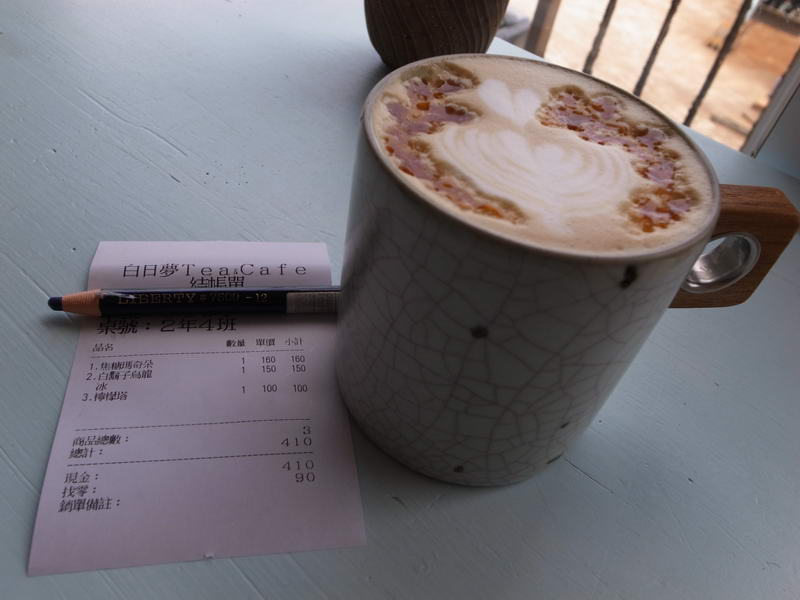 白日夢Tea&Cafe
結帳單
LIBERTY # 7600 - 12
桌號：2年4班
品名 數量 單價 小計
1.焦糖瑪奇朵 1 160 160
2.白鬍子烏龍 1 150 150
冰
3.檸檬塔 1 100 100
商品總數： 3
總計： 410
現金： 410
找零： 90
銷單備註：